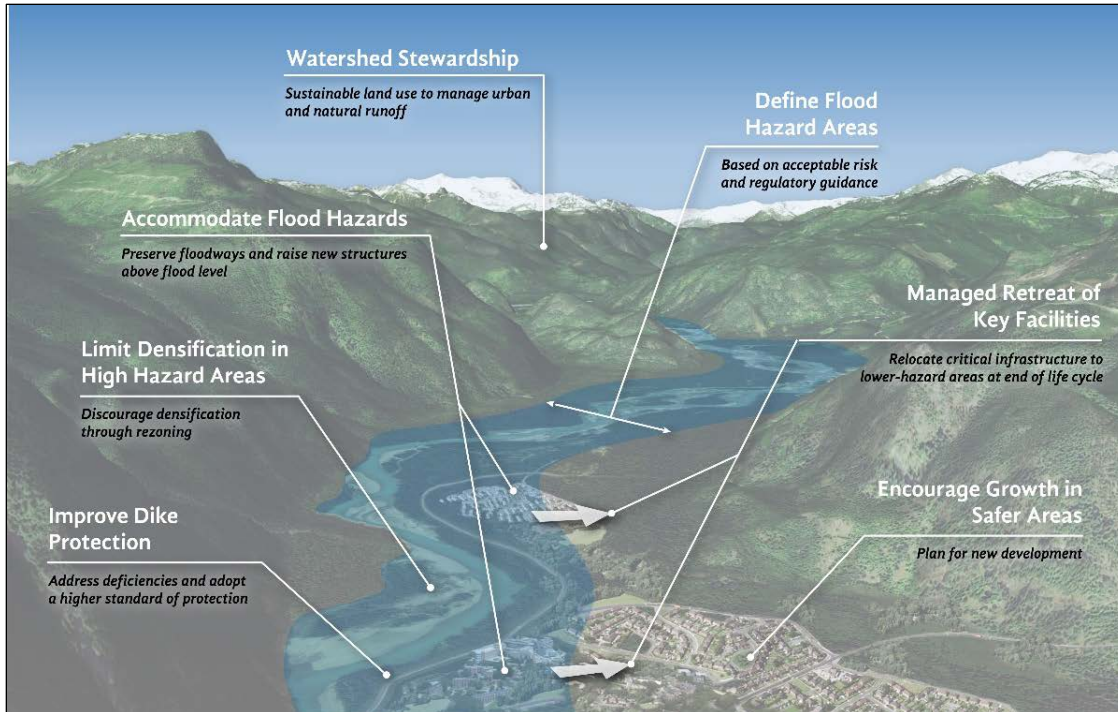 Watershed Stewardship
Sustainable land use to manage urban
and natural runoff
Define Flood
Hazard Areas
Based on acceptable risk
and regulatory guidance
Accommodate Flood Hazards
Preserve floodways and raise new structures
above flood level
Managed Retreat of
Key Facilities
Relocate critical infrastructure to
lower-hazard areas at end of life cycle
Limit Densification in
High Hazard Areas
Discourage densification
through rezoning
Encourage Growth in
Safer Areas
Plan for new development
Improve Dike
Protection
Address deficiencies and adopt
a higher standard of protection